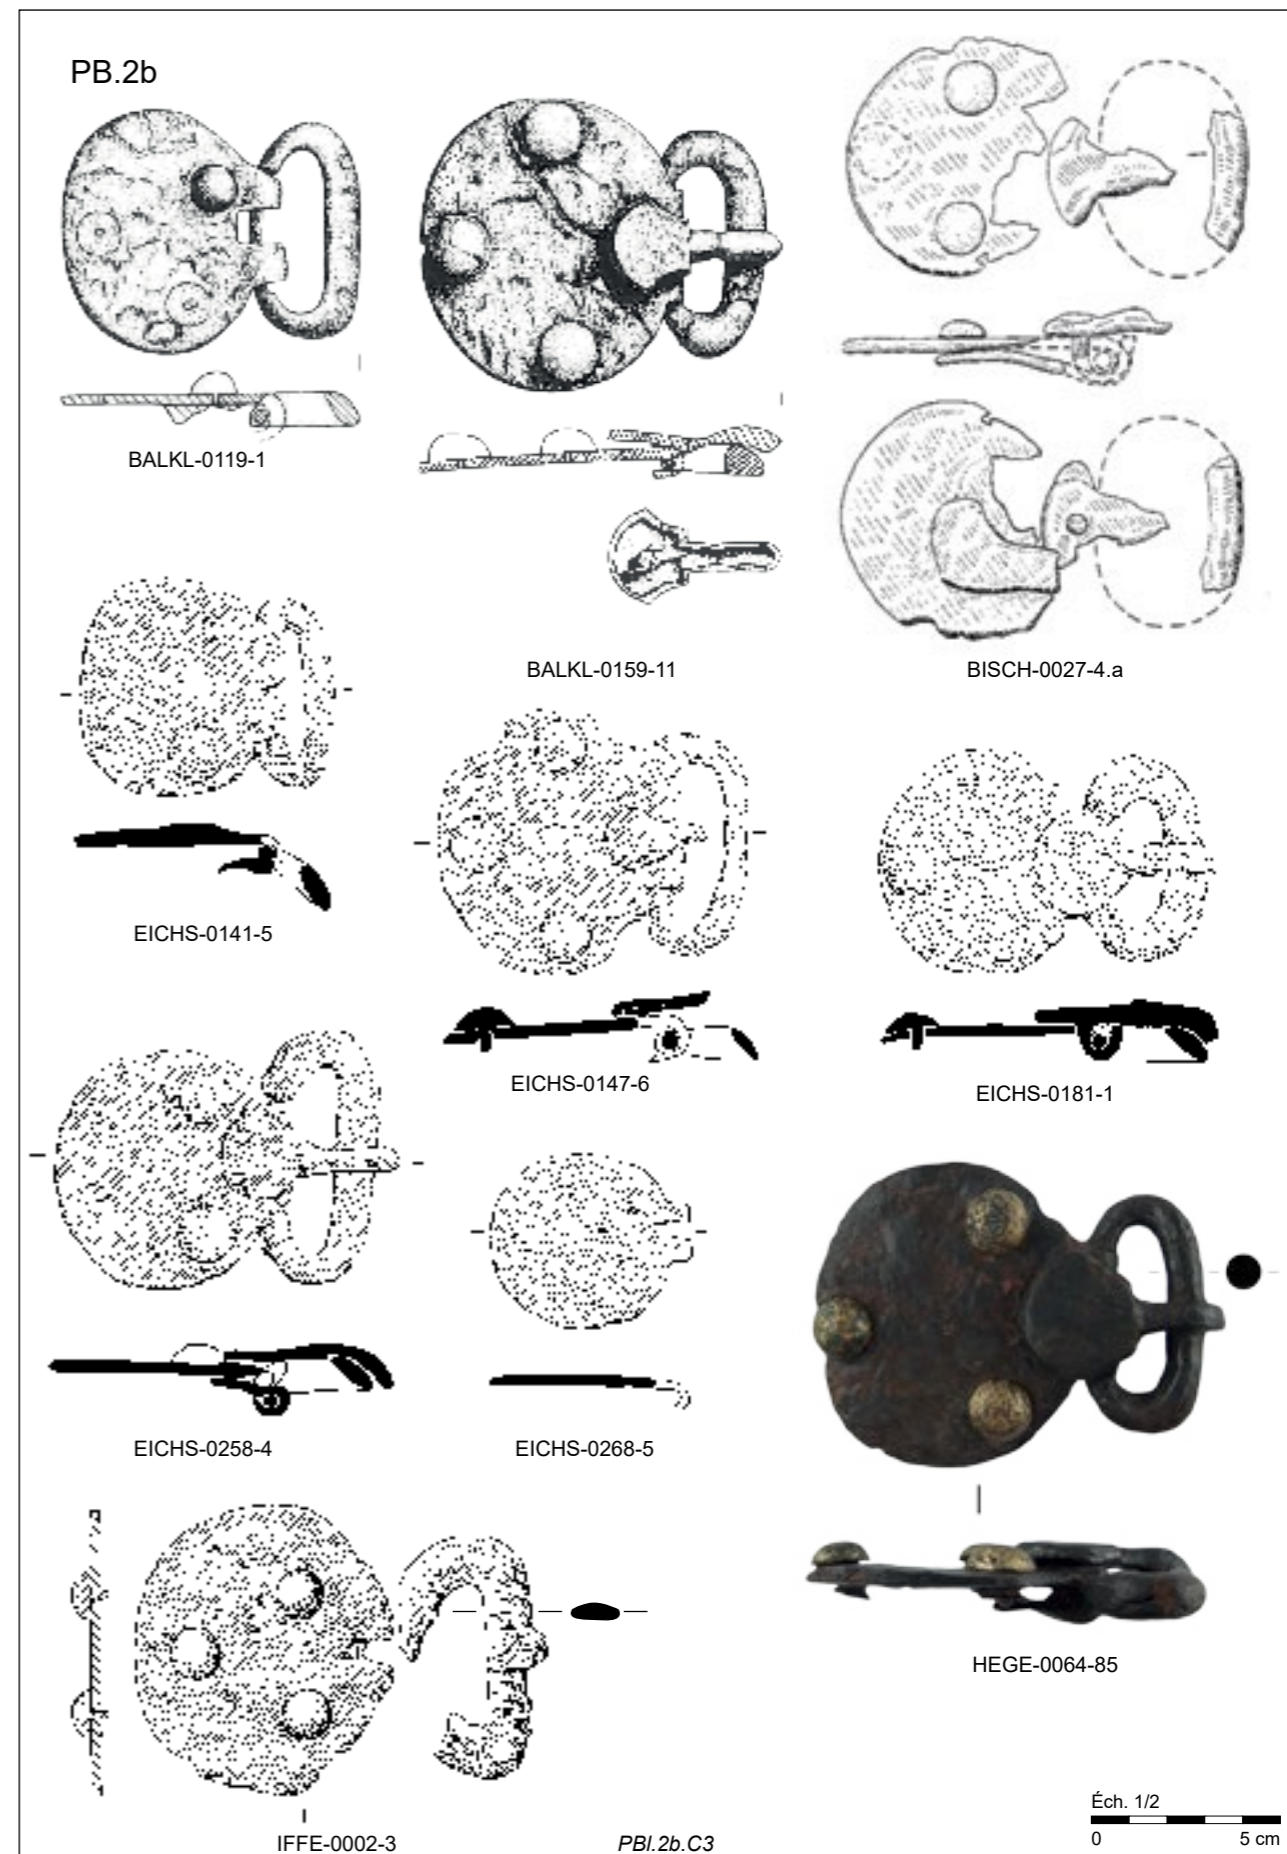 PB.2b
BALKL-0119-1
BALKL-0159-11
BISCH-0027-4.a
EICHS-0141-5
EICHS-0147-6
EICHS-0181-1
EICHS-0258-4
EICHS-0268-5
HEGE-0064-85
IFFE-0002-3
PBI.2b.C3
Éch. 1/2
0 5 cm